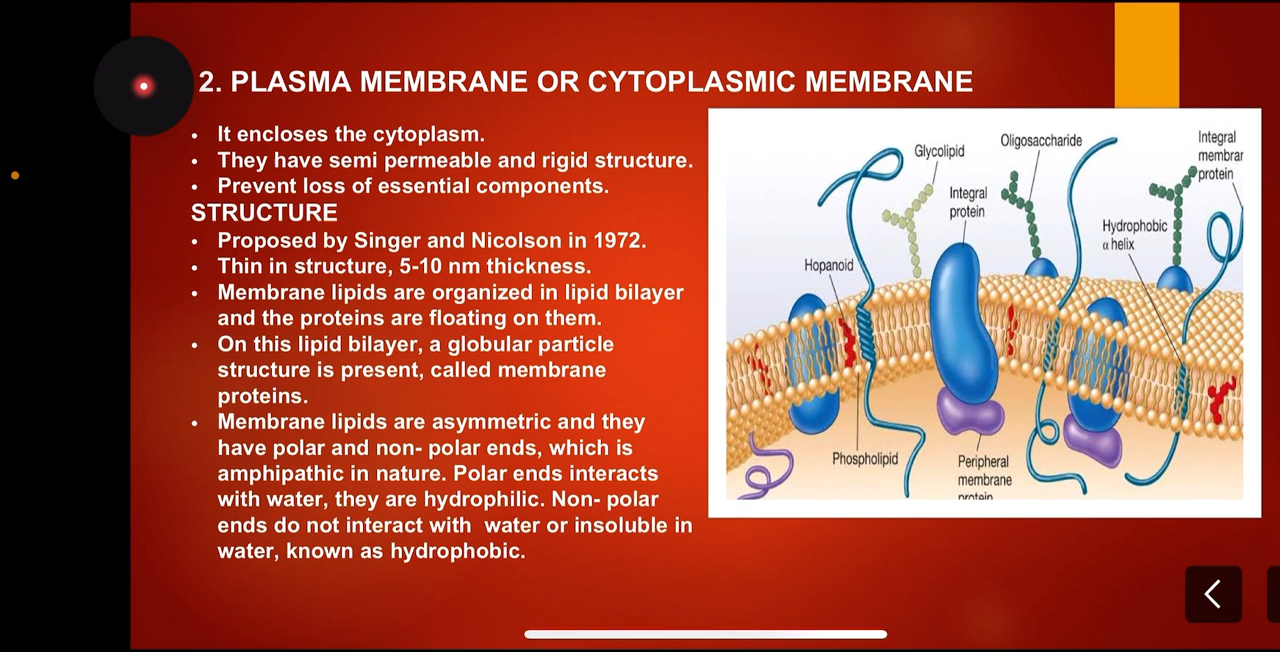 2. PLASMA MEMBRANE OR CYTOPLASMIC MEMBRANE
• It encloses the cytoplasm.
• They have semi permeable and rigid structure.
• Prevent loss of essential components.
STRUCTURE
• Proposed by Singer and Nicolson in 1972.
• Thin in structure, 5-10 nm thickness.
• Membrane lipids are organized in lipid bilayer
and the proteins are floating on them.
• On this lipid bilayer, a globular particle
structure is present, called membrane
proteins.
• Membrane lipids are asymmetric and they
have polar and non- polar ends, which is
amphipathic in nature. Polar ends interacts
with water, they are hydrophilic. Non- polar
ends do not interact with water or insoluble in
water, known as hydrophobic.
Glycolipid
Oligosaccharide
Integral
membrar
protein
Integral
protein
Hydrophobic
α helix
Hopanoid
Phospholipid
Peripheral
membrane
protein